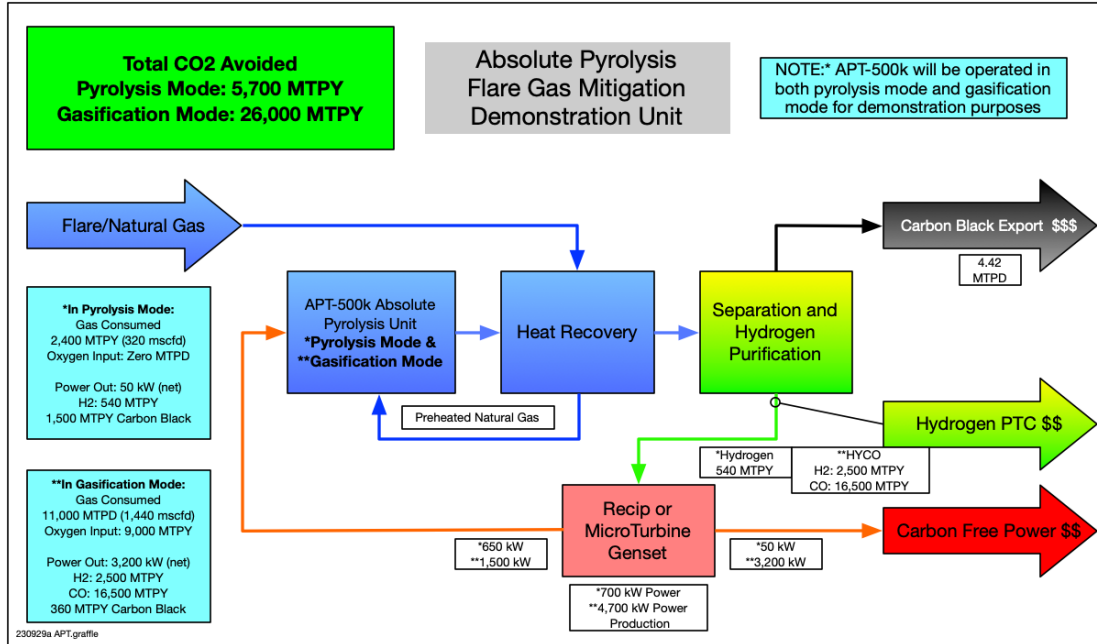 Total CO2 Avoided
Pyrolysis Mode: 5,700 MTPY
Gasification Mode: 26,000 MTPY
Absolute Pyrolysis
Flare Gas Mitigation
Demonstration Unit
NOTE:* APT-500k will be operated in
both pyrolysis mode and gasification
mode for demonstration purposes
Flare/Natural Gas
Carbon Black Export $$$
4.42
MTPD
*In Pyrolysis Mode:
Gas Consumed
2,400 MTPY (320 mscfd)
Oxygen Input: Zero MTPD
Power Out: 50 kW (net)
H2: 540 MTPY
1,500 MTPY Carbon Black
APT-500k Absolute
Pyrolysis Unit
*Pyrolysis Mode &
**Gasification Mode
Heat Recovery
Separation and
Hydrogen
Purification
Preheated Natural Gas
Hydrogen PTC $$
*Hydrogen
540 MTPY
**HYCO
H2: 2,500 MTPY
CO: 16,500 MTPY
**In Gasification Mode:
Gas Consumed
11,000 MTPD (1,440 mscfd)
Oxygen Input: 9,000 MTPY
Power Out: 3,200 kW (net)
H2: 2,500 MTPY
CO: 16,500 MTPY
360 MTPY Carbon Black
Recip or
MicroTurbine
Genset
*650 kW
**1,500 kW
*50 kW
**3,200 kW
Carbon Free Power $$
*700 kW Power
**4,700 kW Power
Production
230929a APT.graffle